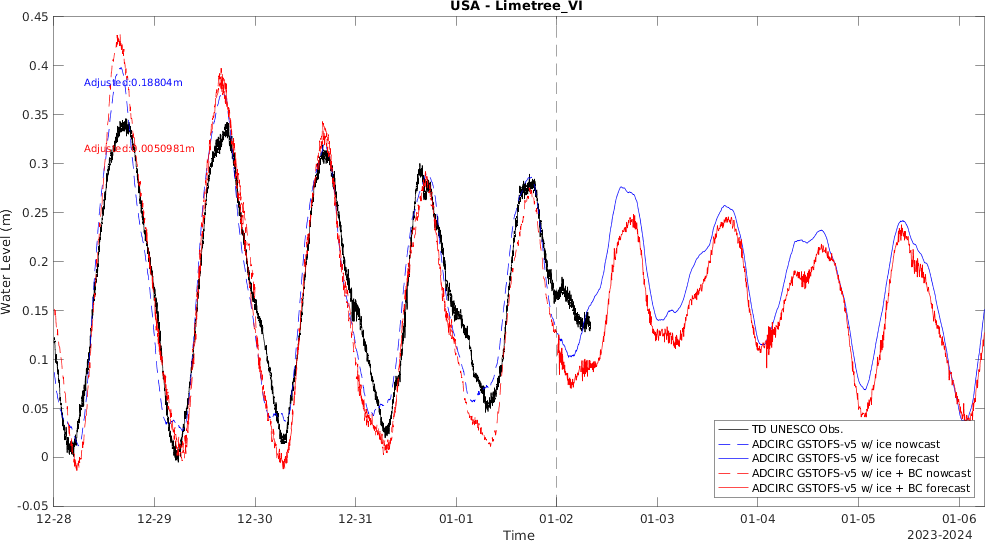 USA - Limetree_VI
0.45
0.4
0.35
0.3
0.25
0.2
0.15
0.1
0.05
0
-0.05
Water Level (m)
Adjusted:0.18804m
Adjusted:0.0050981m
TD UNESCO Obs.
ADCIRC GSTOFS-v5 w/ ice nowcast
ADCIRC GSTOFS-v5 w/ ice forecast
ADCIRC GSTOFS-v5 w/ ice + BC nowcast
ADCIRC GSTOFS-v5 w/ ice + BC forecast
12-28 12-29 12-30 12-31 01-01 01-02 01-03 01-04 01-05 01-06
Time
2023-2024